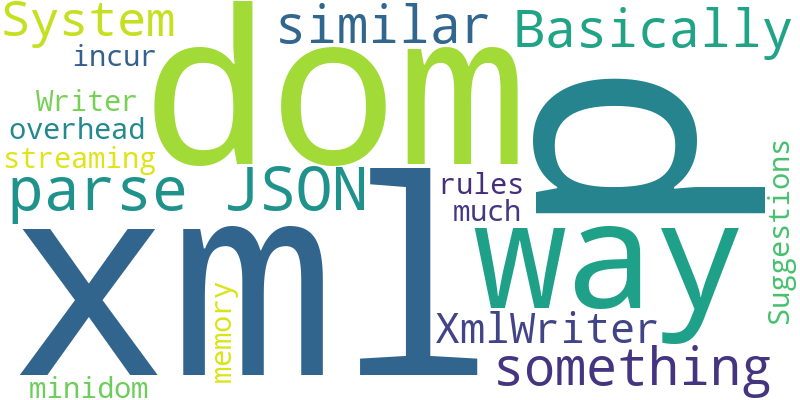 System
incur
dom
similar
Basically
Writer
overhead
streaming
p
parse JSON
rules
much
Suggestions
xml
way
memory
XmlWriter
something
minidom